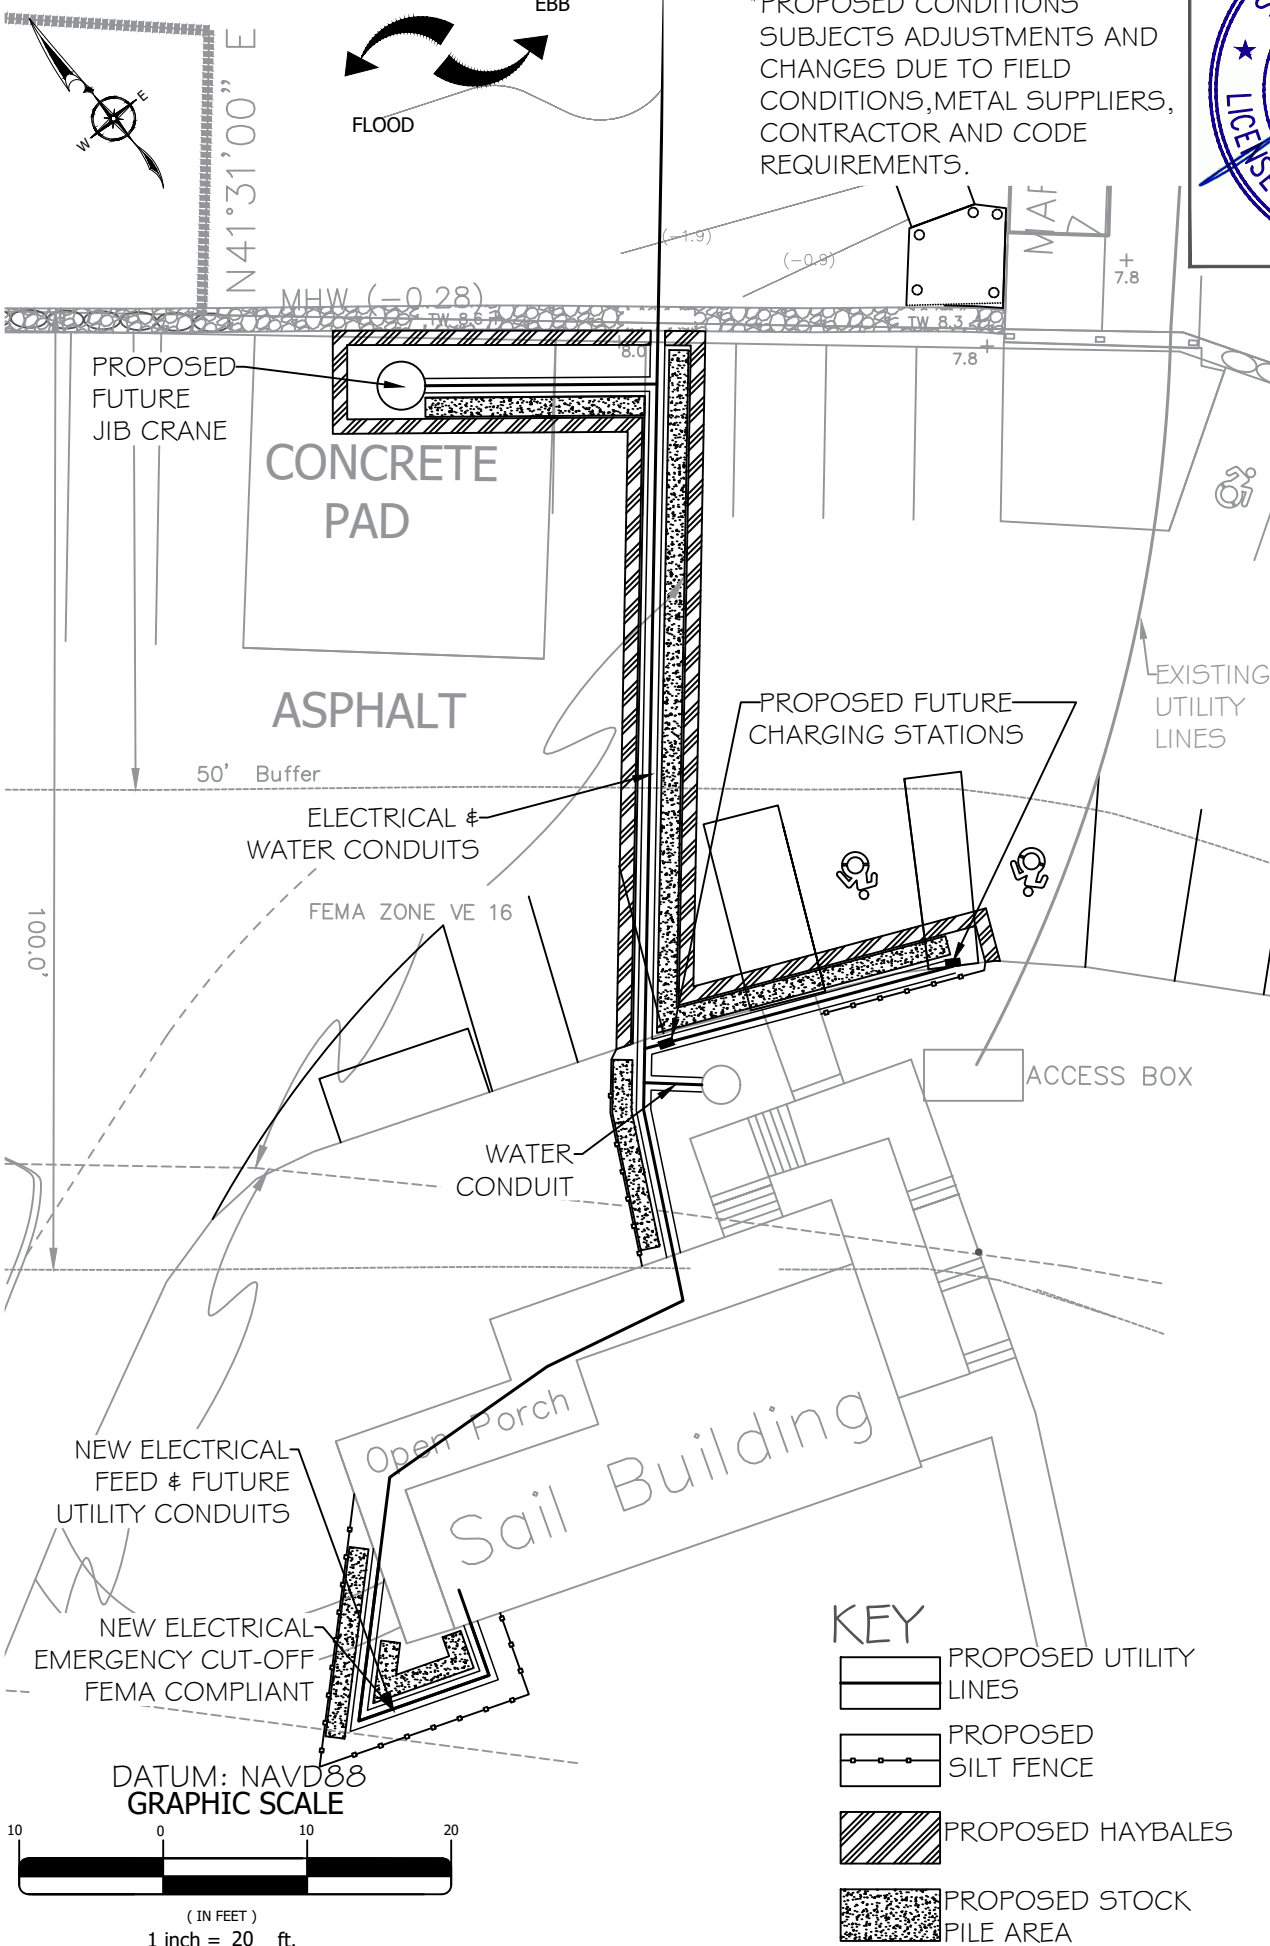 EBB
FLOOD
PROPOSED CONDITIONS
SUBJECTS ADJUSTMENTS AND
CHANGES DUE TO FIELD
CONDITIONS,METAL SUPPLIERS,
CONTRACTOR AND CODE
REQUIREMENTS.
LICENSE
E
W
N41°31'00" E
(-1.9)
(-0.9)
7.8
MHW (-0.28)
TW 8.6
TW 8.3
8.0
7.8
PROPOSED
FUTURE
JIB CRANE
CONCRETE
PAD
ASPHALT
EXISTING
UTILITY
LINES
PROPOSED FUTURE
CHARGING STATIONS
50' Buffer
ELECTRICAL &
WATER CONDUITS
FEMA ZONE VE 16
100.0'
ACCESS BOX
WATER
CONDUIT
Open Porch
Sail Building
NEW ELECTRICAL
FEED & FUTURE
UTILITY CONDUITS
NEW ELECTRICAL
EMERGENCY CUT-OFF
FEMA COMPLIANT
KEY
PROPOSED UTILITY
LINES
PROPOSED
SILT FENCE
PROPOSED HAYBALES
PROPOSED STOCK
PILE AREA
DATUM: NAVD88
GRAPHIC SCALE
10 0 10 20
( IN FEET )
1 inch = 20 ft.